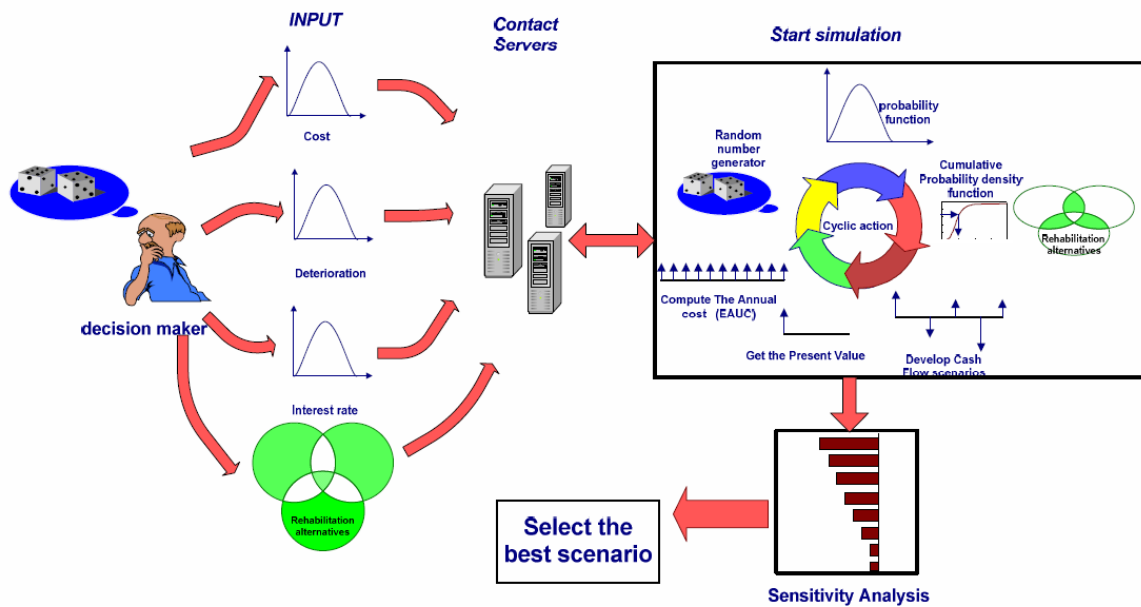 INPUT
Contact
Servers
Start simulation
Cost
Deterioration
Interest rate
decision maker
Rehabilitation
alternatives
probability
function
Random
number
generator
Cumulative
Probability density
function
Cyclic action
Rehabilitation
alternatives
Compute The Annual
cost (EAUC)
Get the Present Value
Develop Cash
Flow scenarios
Select the
best scenario
Sensitivity Analysis